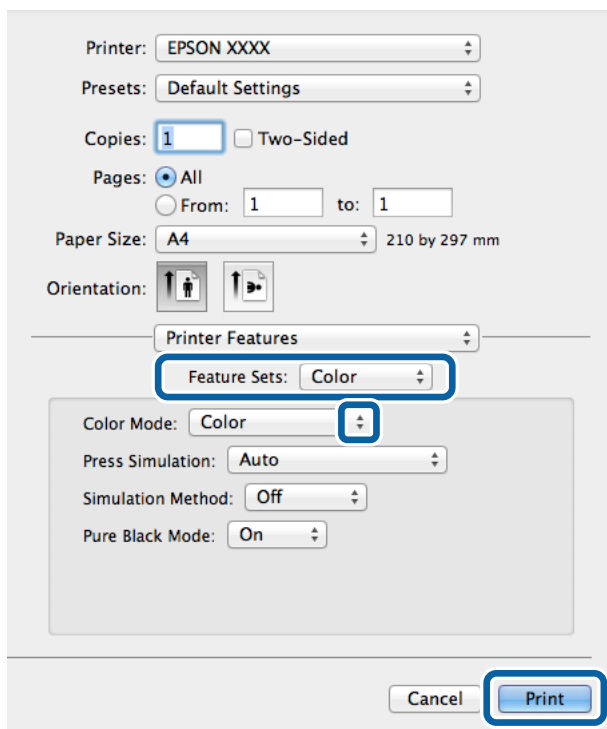 Printer: EPSON XXXX
Presets: Default Settings
Copies: 1 Two-Sided
Pages: All
From: 1 to: 1
Paper Size: A4 210 by 297 mm
Orientation:
Printer Features
Feature Sets: Color
Color Mode: Color
Press Simulation: Auto
Simulation Method: Off
Pure Black Mode: On
Cancel Print